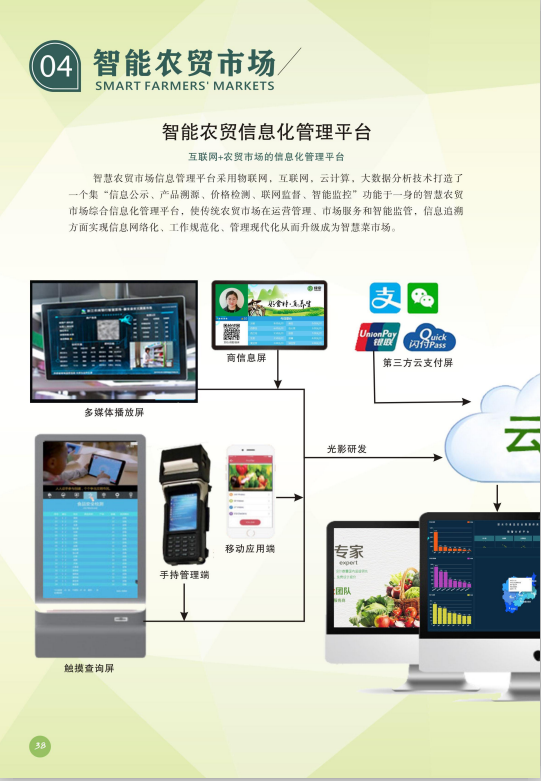 04
智能农贸市场
SMART FARMERS' MARKETS
智能农贸信息化管理平台
互联网+农贸市场的信息化管理平台
智慧农贸市场信息管理平台采用物联网，互联网，云计算，大数据分析技术打造了
一个集“信息公示、产品溯源、价格检测、联网监督、智能监控”功能于一身的智慧农贸
市场综合信息化管理平台，使传统农贸市场在运营管理、市场服务和智能监管，信息追溯
方面实现信息网络化、工作规范化、管理现代化从而升级成为智慧菜市场。
支
UnionPay
银联
Quick
闪付Pass
商信息屏
第三方云支付屏
多媒体播放屏
云
光影研发
移动应用端
手持管理端
专家
expert
团队
触摸查询屏
38